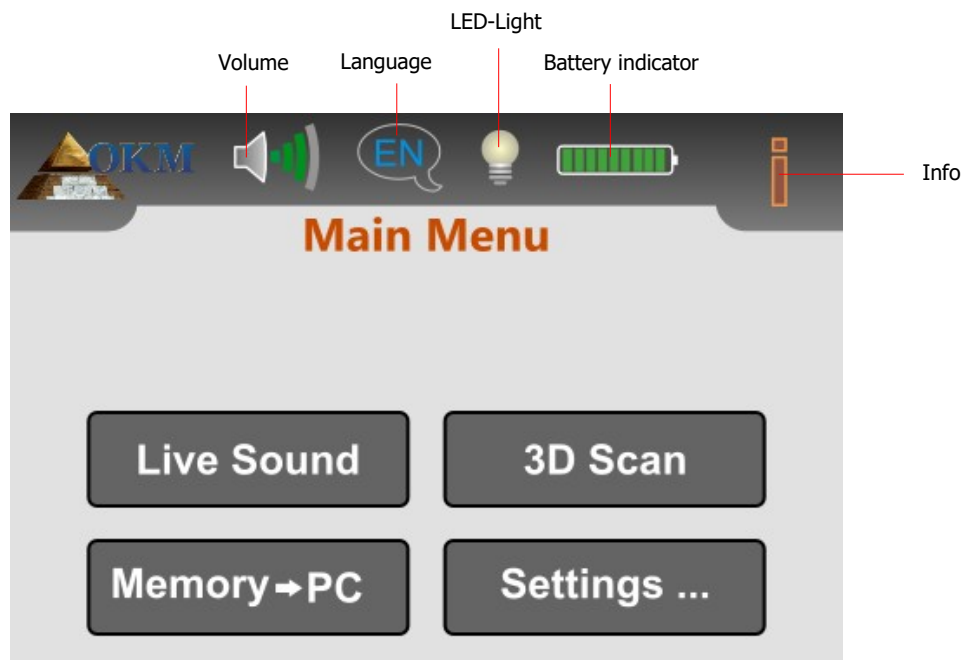 LED-Light
Volume Language Battery indicator
OKM EN Info
Main Menu
Live Sound 3D Scan
Memory→PC Settings ...